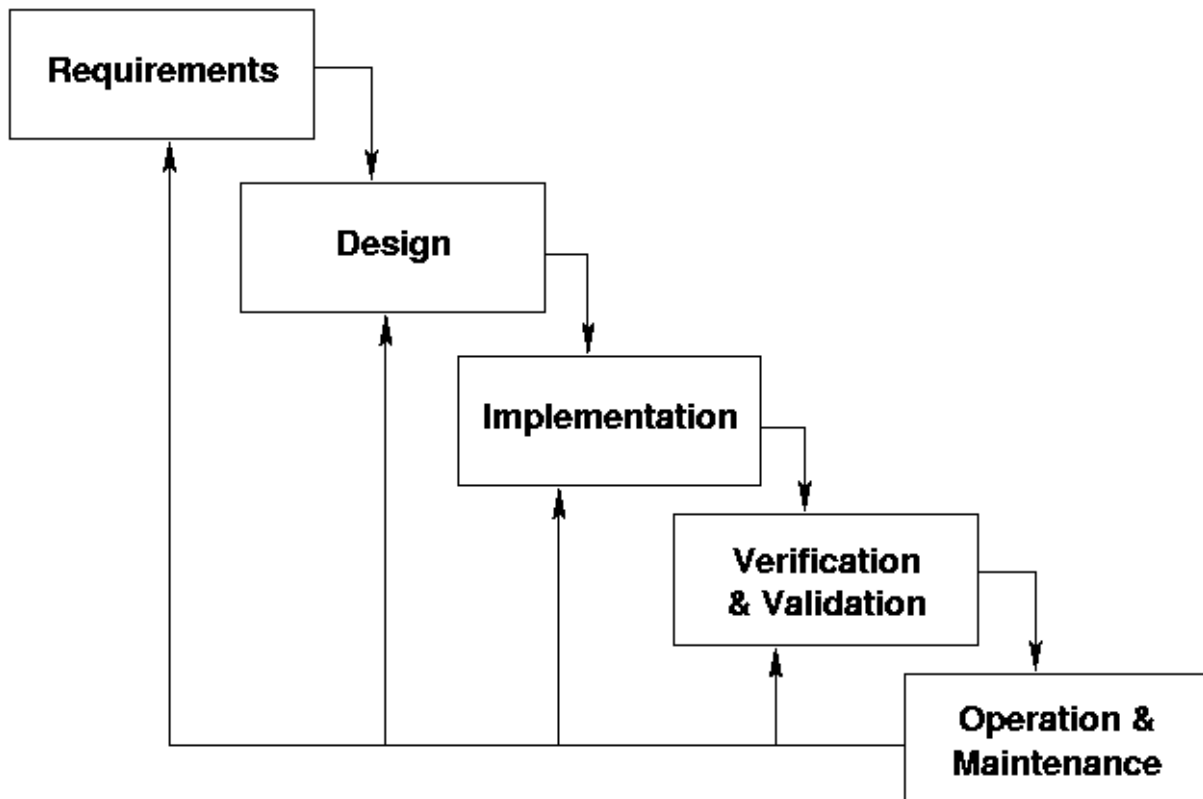 Requirements
Design
Implementation
Verification
& Validation
Operation &
Maintenance